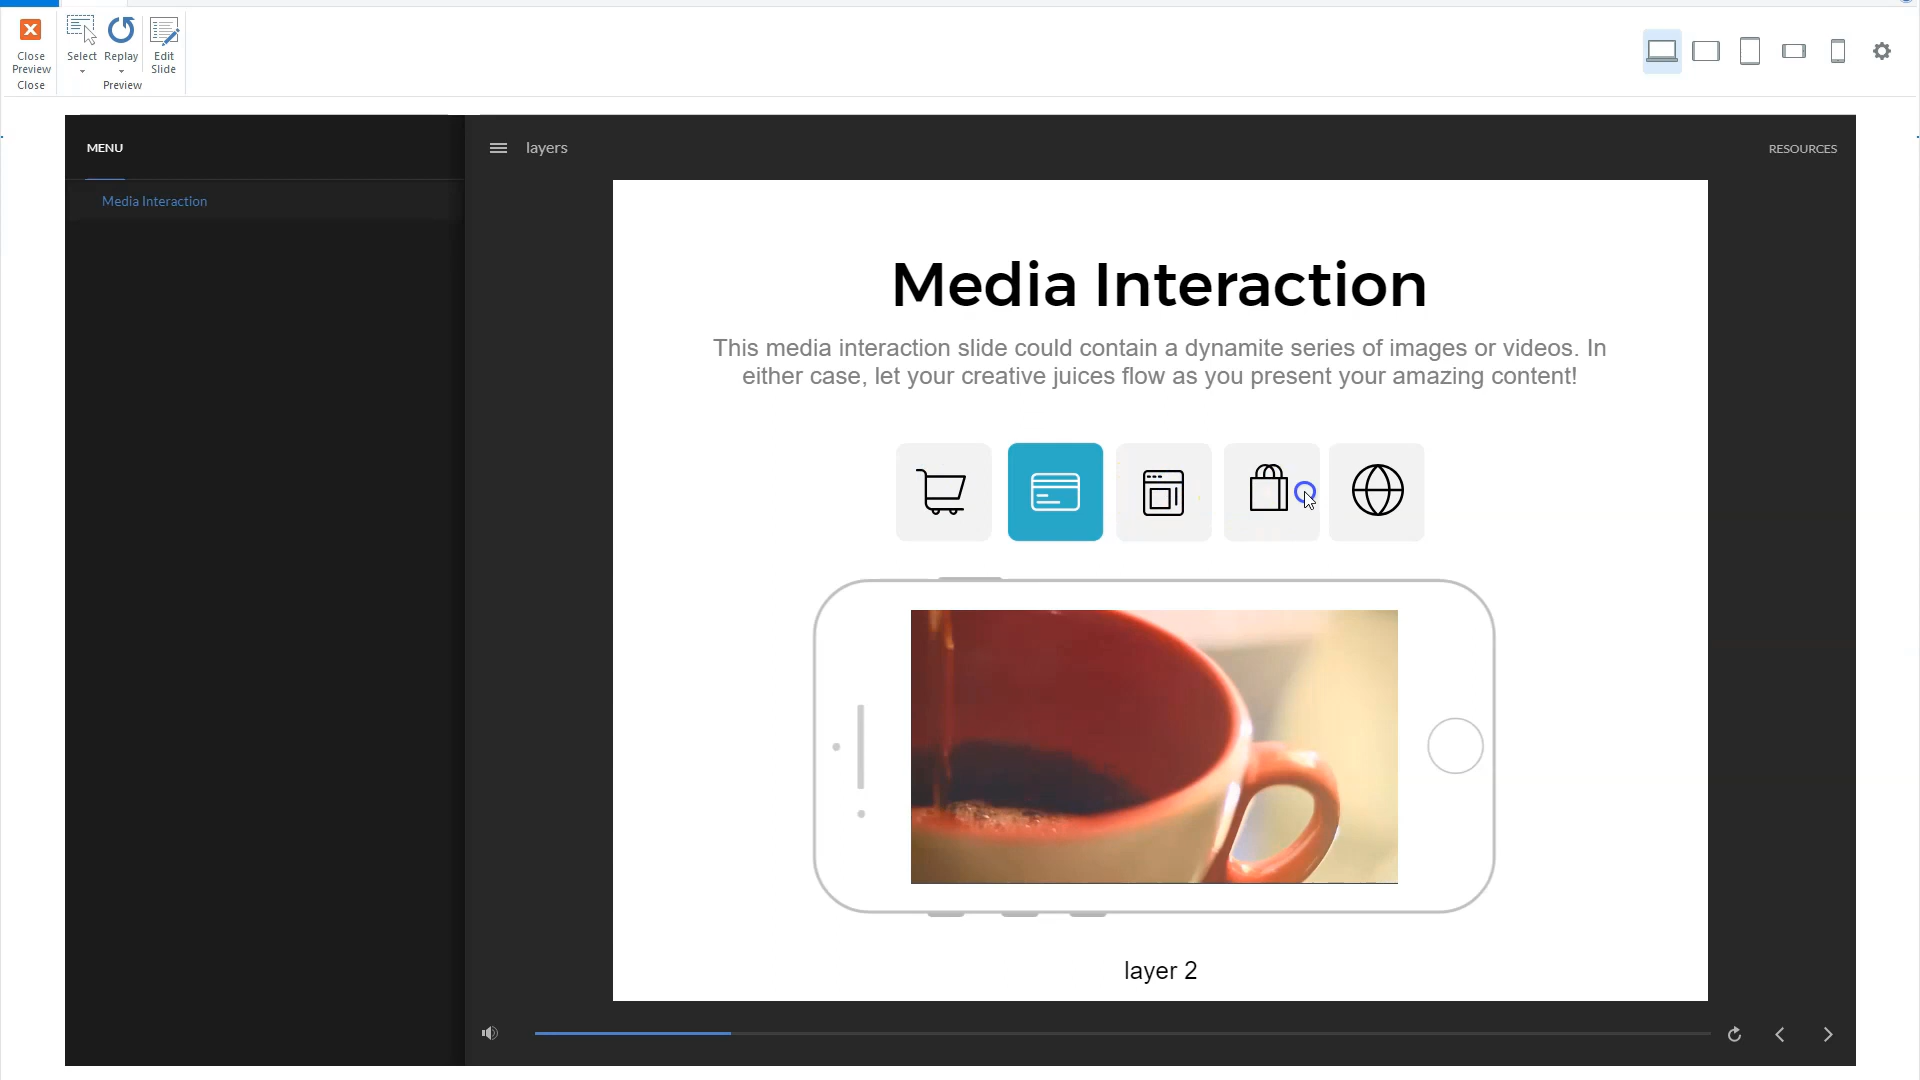 Close
Preview
Close
Select
Replay
Edit
Slide
Preview
MENU
Media Interaction
layers
RESOURCES
Media Interaction
This media interaction slide could contain a dynamite series of images or videos. In
either case, let your creative juices flow as you present your amazing content!
layer 2